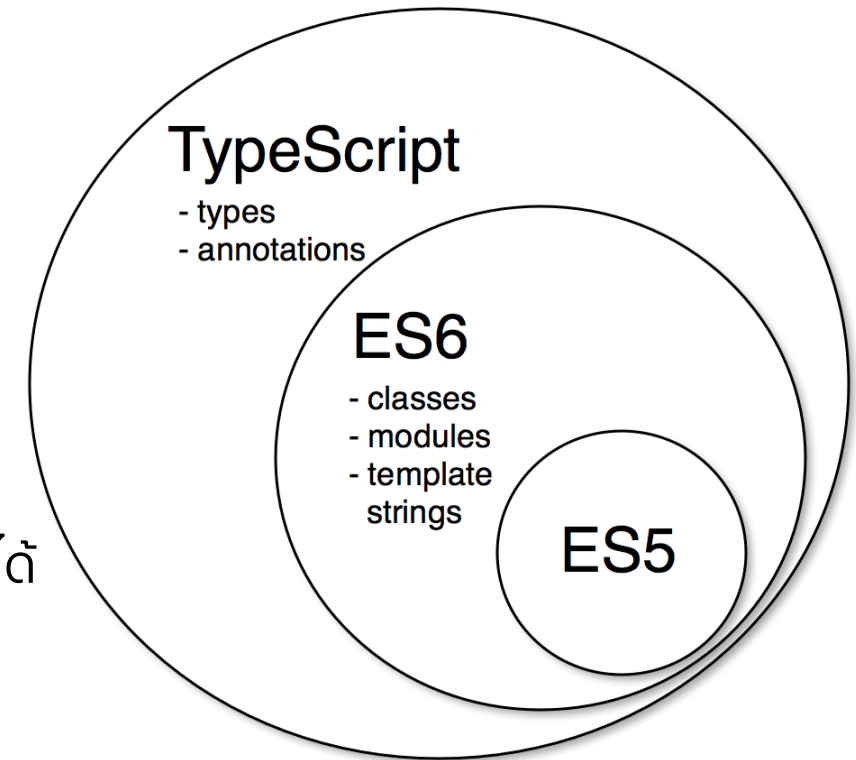 TypeScript
- types
- annotations
ES6
- classes
- modules
- template
strings
ES5